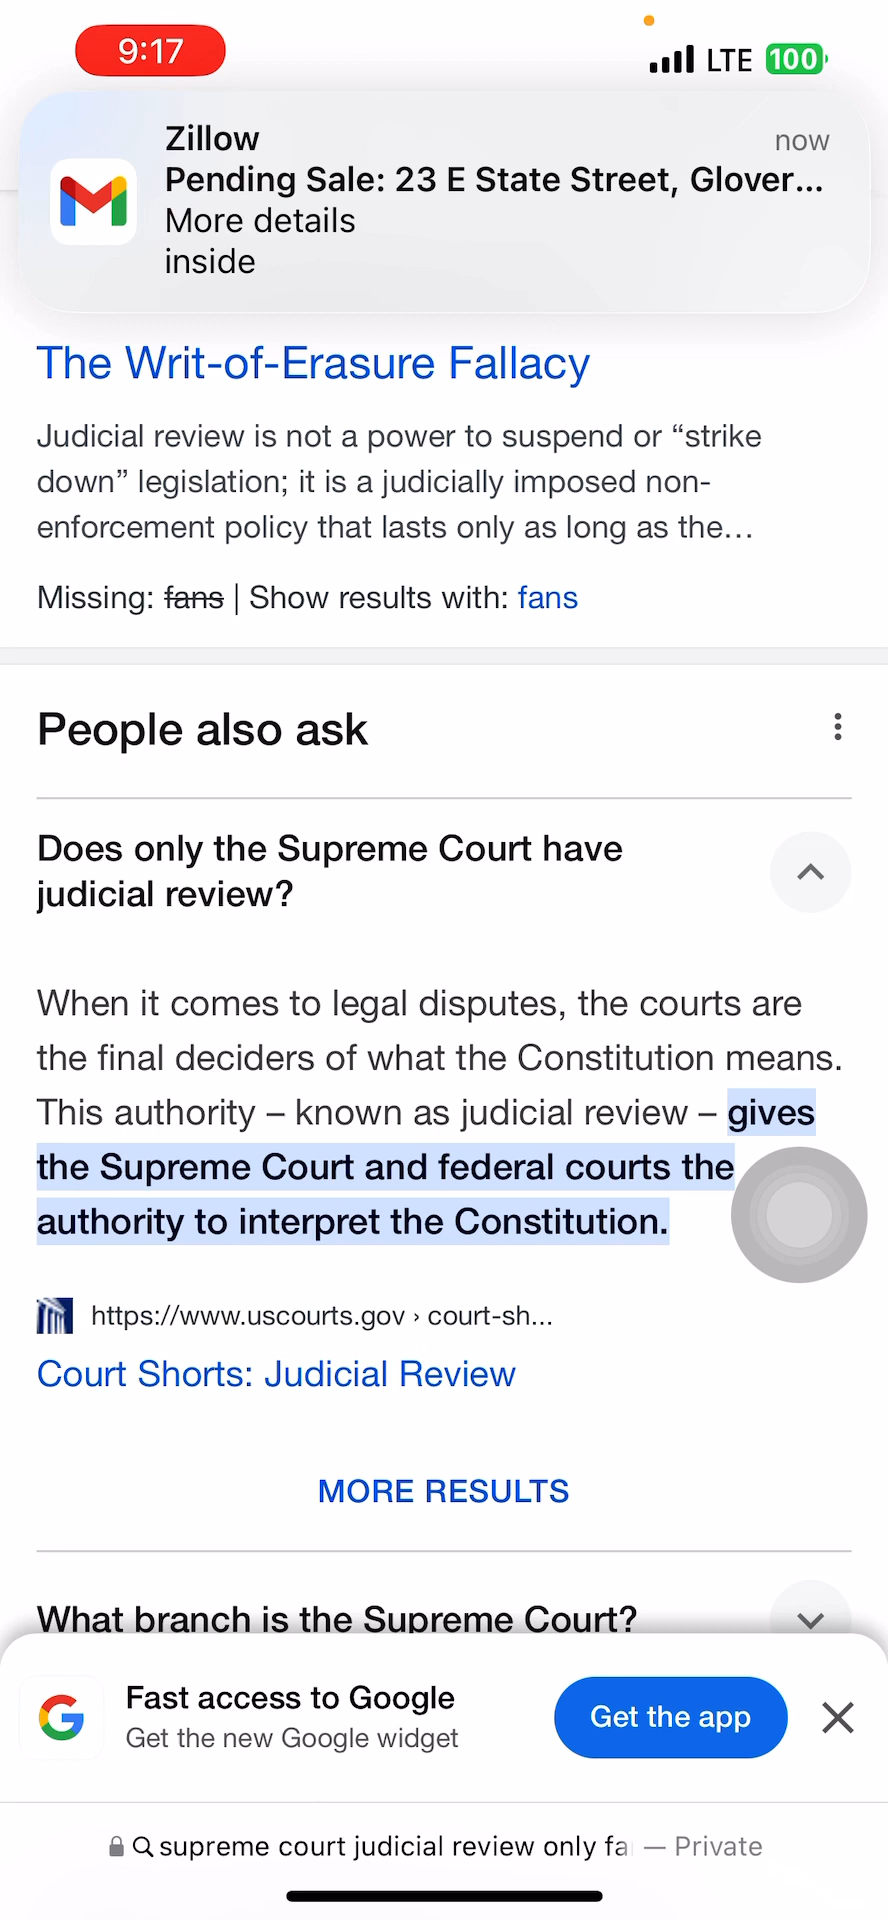 9:17
LTE 100
Zillow
now
Pending Sale: 23 E State Street, Glover...
More details
inside
The Writ-of-Erasure Fallacy
Judicial review is not a power to suspend or “strike
down” legislation; it is a judicially imposed non-
enforcement policy that lasts only as long as the...
Missing: fans | Show results with: fans
People also ask
Does only the Supreme Court have
judicial review?
When it comes to legal disputes, the courts are
the final deciders of what the Constitution means.
This authority – known as judicial review – gives
the Supreme Court and federal courts the
authority to interpret the Constitution.
https://www.uscourts.gov › court-sh...
Court Shorts: Judicial Review
MORE RESULTS
What branch is the Supreme Court?
Fast access to Google
Get the new Google widget
Get the app
supreme court judicial review only fa — Private